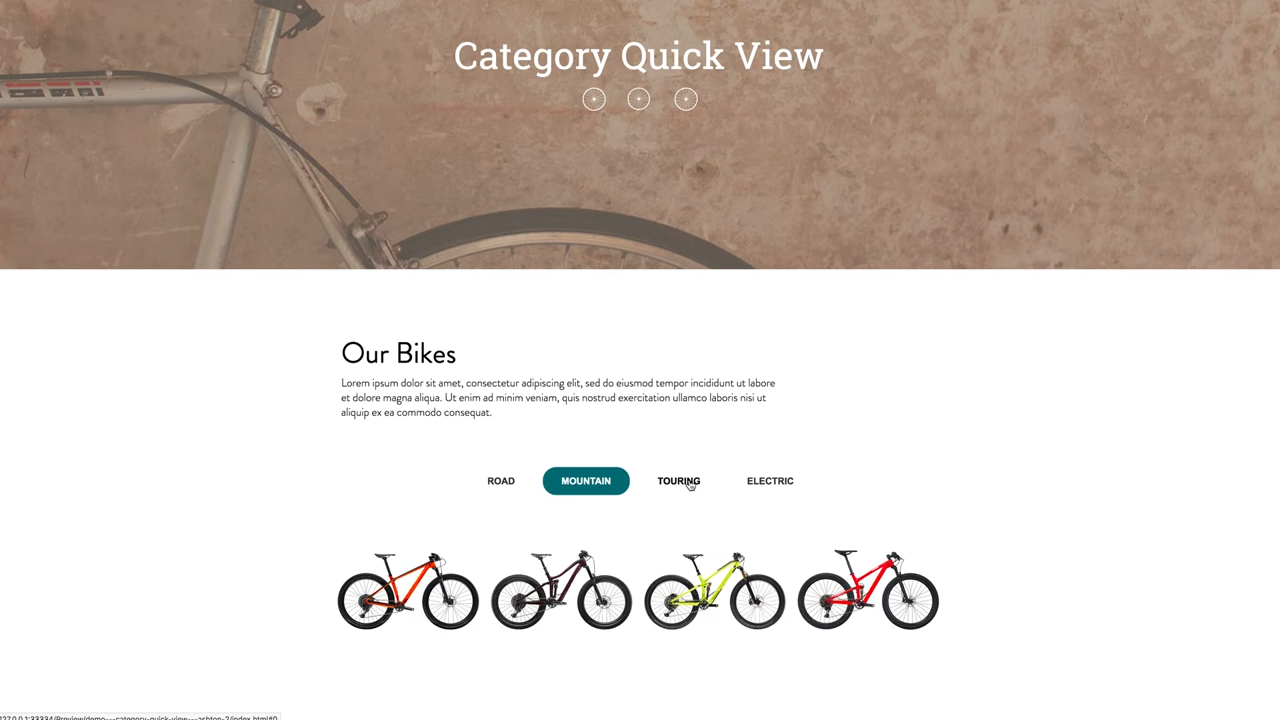 Category Quick View
Our Bikes
Lorem ipsum dolor sit amet, consectetur adipiscing elit, sed do eiusmod tempor incididunt ut labore
et dolore magna aliqua. Ut enim ad minim veniam, quis nostrud exercitation ullamco laboris nisi ut
aliquip ex ea commodo consequat.
ROAD MOUNTAIN TOURING ELECTRIC